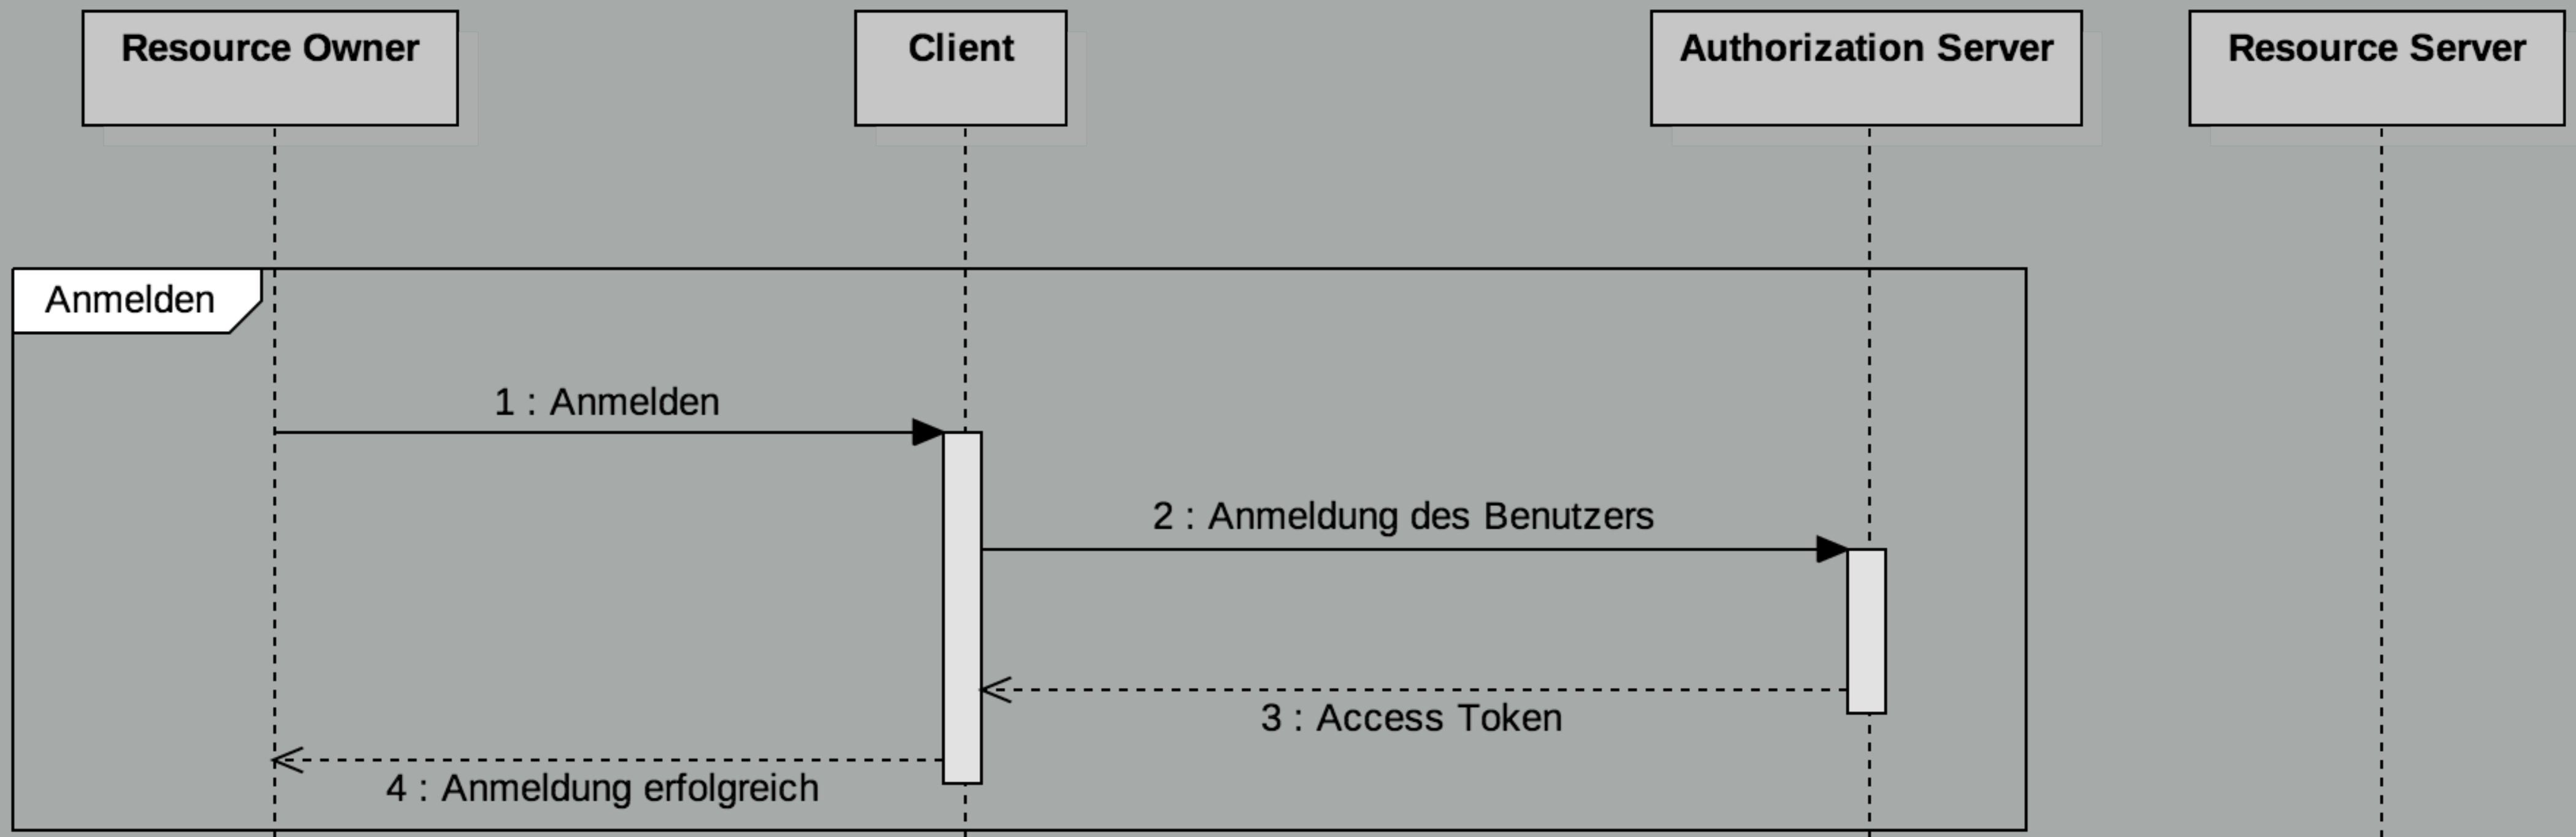 Resource Owner
Client
Authorization Server
Resource Server
Anmelden
1 : Anmelden
2 : Anmeldung des Benutzers
3 : Access Token
4 : Anmeldung erfolgreich